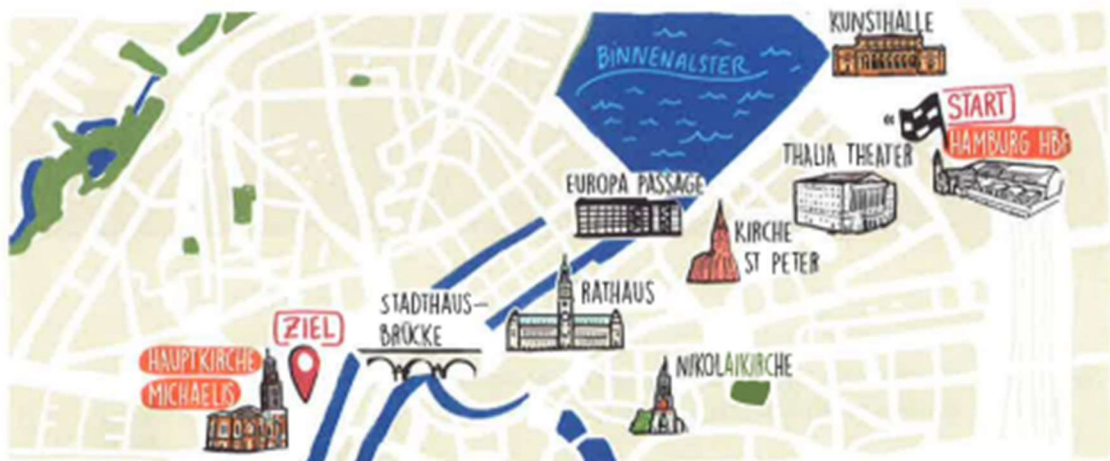 KUNSTHALLE
BINNENALSTER
START
HAMBURG HBF
THALIA THEATER
EUROPA PASSAGE
KIRCHE
ST PETER
RATHAUS
STADTHAUS-
BRÜCKE
ZIEL
HAUPTKIRCHE
MICHAELIS
NIKOLAIKIRCHE